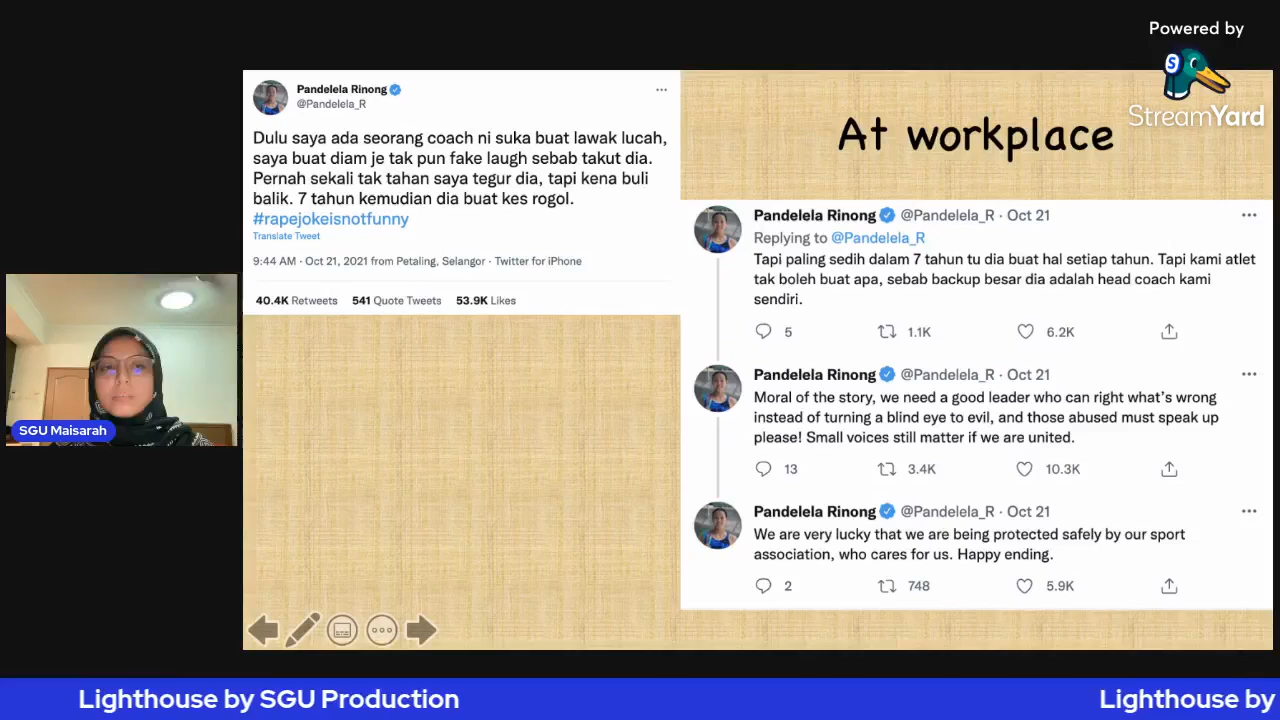 Powered by
S
StreamYard
Pandelela Rinong
@Pandelela_R
Dulu saya ada seorang coach ni suka buat lawak lucah,
saya buat diam je tak pun fake laugh sebab takut dia.
Pernah sekali tak tahan saya tegur dia, tapi kena buli
balik. 7 tahun kemudian dia buat kes rogol.
#rapejokeisnotfunny
Translate Tweet
9:44 AM · Oct 21, 2021 from Petaling, Selangor · Twitter for iPhone
40.4K Retweets 541 Quote Tweets 53.9K Likes
At workplace
Pandelela Rinong @Pandelela_R · Oct 21
Replying to @Pandelela_R
Tapi paling sedih dalam 7 tahun tu dia buat hal setiap tahun. Tapi kami atlet
tak boleh buat apa, sebab backup besar dia adalah head coach kami
sendiri.
5 1.1K 6.2K
Pandelela Rinong @Pandelela_R · Oct 21
Moral of the story, we need a good leader who can right what's wrong
instead of turning a blind eye to evil, and those abused must speak up
please! Small voices still matter if we are united.
13 3.4K 10.3K
Pandelela Rinong @Pandelela_R · Oct 21
We are very lucky that we are being protected safely by our sport
association, who cares for us. Happy ending.
2 748 5.9K
SGU Maisarah
Lighthouse by SGU Production
Lighthouse by